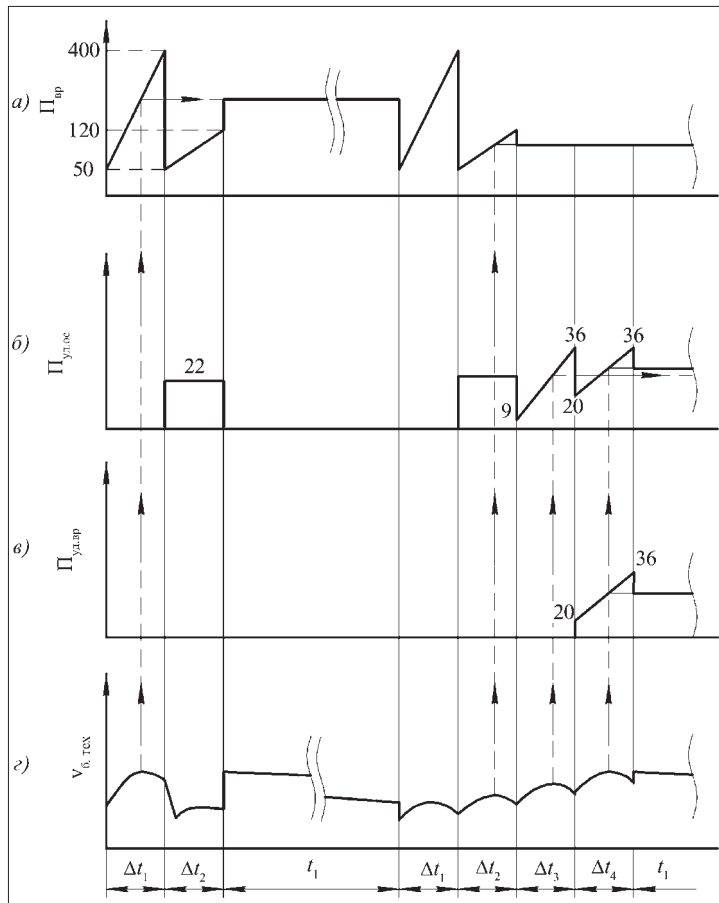 а)
П_вр
400
120
50
б)
П_уд.ос
22
9
36
20
36
в)
П_уд.вр
20
36
г)
v_б. тех
Δt₁ Δt₂ t₁ Δt₁ Δt₂ Δt₃ Δt₄ t₁